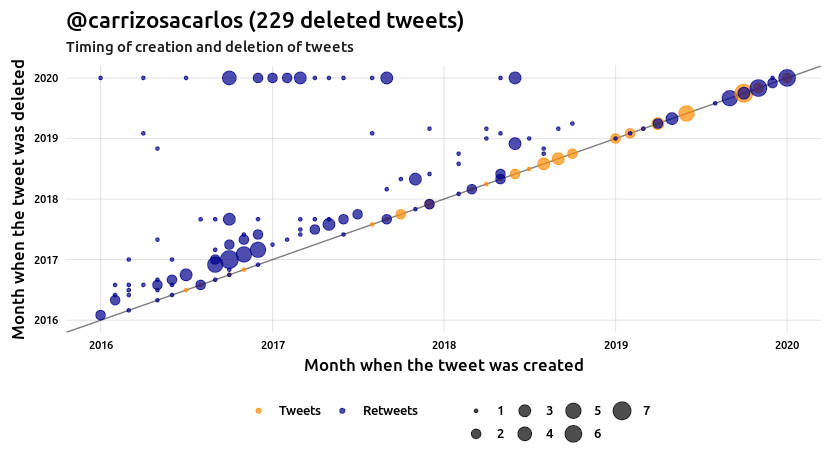 @carrizosacarlos (229 deleted tweets)
Timing of creation and deletion of tweets
Month when the tweet was deleted
2020
2019
2018
2017
2016
2016 2017 2018 2019 2020
Month when the tweet was created
Tweets Retweets 1 3 5 7
2 4 6